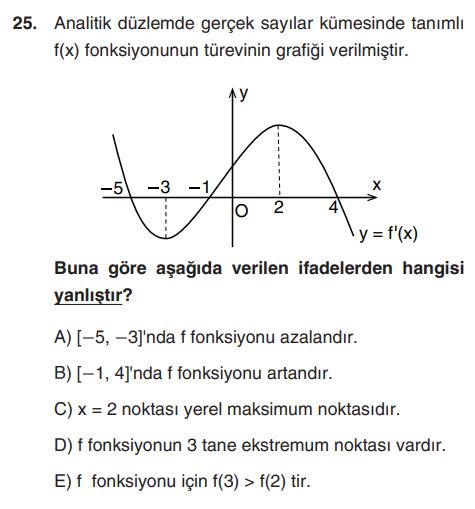 25. Analitik düzlemde gerçek sayılar kümesinde tanımlı
f(x) fonksiyonunun türevinin grafiği verilmiştir.
y
−5 −3 −1 x
O 2 4
y = f'(x)
Buna göre aşağıda verilen ifadelerden hangisi
yanlıştır?
A) [−5, −3]'nda f fonksiyonu azalandır.
B) [−1, 4]'nda f fonksiyonu artandır.
C) x = 2 noktası yerel maksimum noktasıdır.
D) f fonksiyonun 3 tane ekstremum noktası vardır.
E) f fonksiyonu için f(3) > f(2) tir.